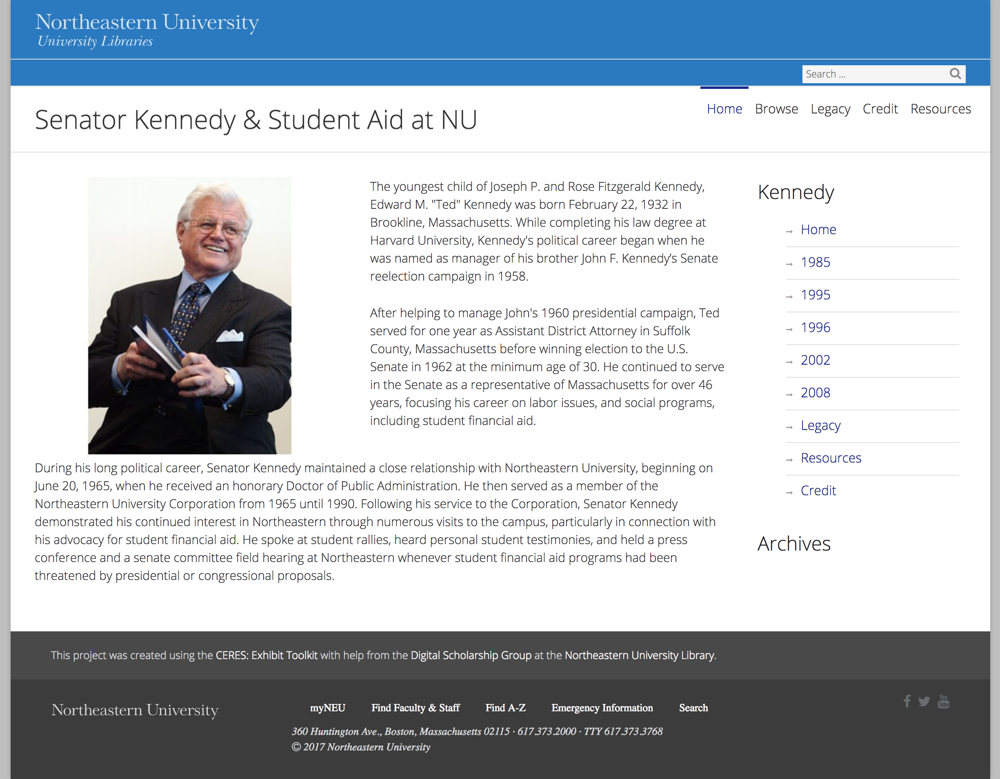 Northeastern University
University Libraries
Search ...
Senator Kennedy & Student Aid at NU
Home Browse Legacy Credit Resources
The youngest child of Joseph P. and Rose Fitzgerald Kennedy,
Edward M. "Ted" Kennedy was born February 22, 1932 in
Brookline, Massachusetts. While completing his law degree at
Harvard University, Kennedy's political career began when he
was named as manager of his brother John F. Kennedy’s Senate
reelection campaign in 1958.
After helping to manage John's 1960 presidential campaign, Ted
served for one year as Assistant District Attorney in Suffolk
County, Massachusetts before winning election to the U.S.
Senate in 1962 at the minimum age of 30. He continued to serve
in the Senate as a representative of Massachusetts for over 46
years, focusing his career on labor issues, and social programs,
including student financial aid.
During his long political career, Senator Kennedy maintained a close relationship with Northeastern University, beginning on
June 20, 1965, when he received an honorary Doctor of Public Administration. He then served as a member of the
Northeastern University Corporation from 1965 until 1990. Following his service to the Corporation, Senator Kennedy
demonstrated his continued interest in Northeastern through numerous visits to the campus, particularly in connection with
his advocacy for student financial aid. He spoke at student rallies, heard personal student testimonies, and held a press
conference and a senate committee field hearing at Northeastern whenever student financial aid programs had been
threatened by presidential or congressional proposals.
Kennedy
→ Home
→ 1985
→ 1995
→ 1996
→ 2002
→ 2008
→ Legacy
→ Resources
→ Credit
Archives
This project was created using the CERES: Exhibit Toolkit with help from the Digital Scholarship Group at the Northeastern University Library.
Northeastern University
myNEU Find Faculty & Staff Find A-Z Emergency Information Search
360 Huntington Ave., Boston, Massachusetts 02115 · 617.373.2000 · TTY 617.373.3768
© 2017 Northeastern University
You
Tube